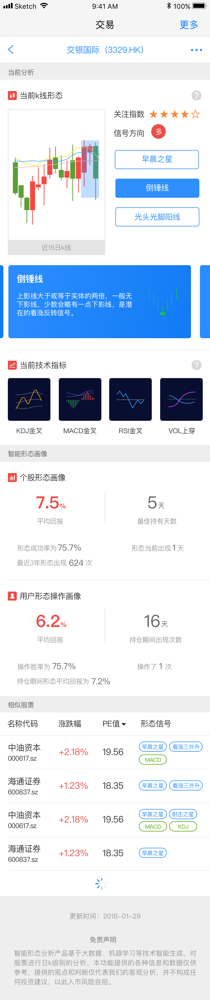 Sketch 9:41 AM 100%
交易 更多
交银国际（3329.HK）
当前分析
当前k线形态 ?
关注指数
信号方向 多
早晨之星
倒锤线
光头光脚阳线
近15日k线
倒锤线
上影线大于或等于实体的两倍，一般无
下影线，少数会略有一点下影线，是潜
在的看涨反转信号。
当前技术指标 ?
KDJ金叉 MACD金叉 RSI金叉 VOL上穿
智能形态画像
个股形态画像
7.5% 5天
平均回报 最佳持有天数
形态成功率为75.7% 形态当前出现1天
最近3年形态出现 624 次
用户形态操作画像
6.2% 16天
平均回报 持仓期间出现次数
操作胜率为 75.7% 操作了 1 次
持仓期间形态平均回报为 7.2%
相似股票
名称代码 涨跌幅 PE值 形态信号
中油资本 +2.18% 19.56 早晨之星 看涨三外升
000617.sz MACD
海通证券 +1.23% 18.35 早晨之星 看涨三外升
600837.sz
中油资本 +2.18% 19.56 早晨之星 射击之星
000617.sz MACD KDJ
海通证券 +1.23% 18.35 早晨之星
600837.sz
更新时间：2018-01-29
免责声明
智能形态分析产品基于大数据、机器学习等技术智能生成，对
股票进行日k级别的分析，本功能提供的各种信息和数据仅供
参考，提供的观点和判断仅代表我们的客观分析，并不构成任
何投资建议，以此入市风险自担。